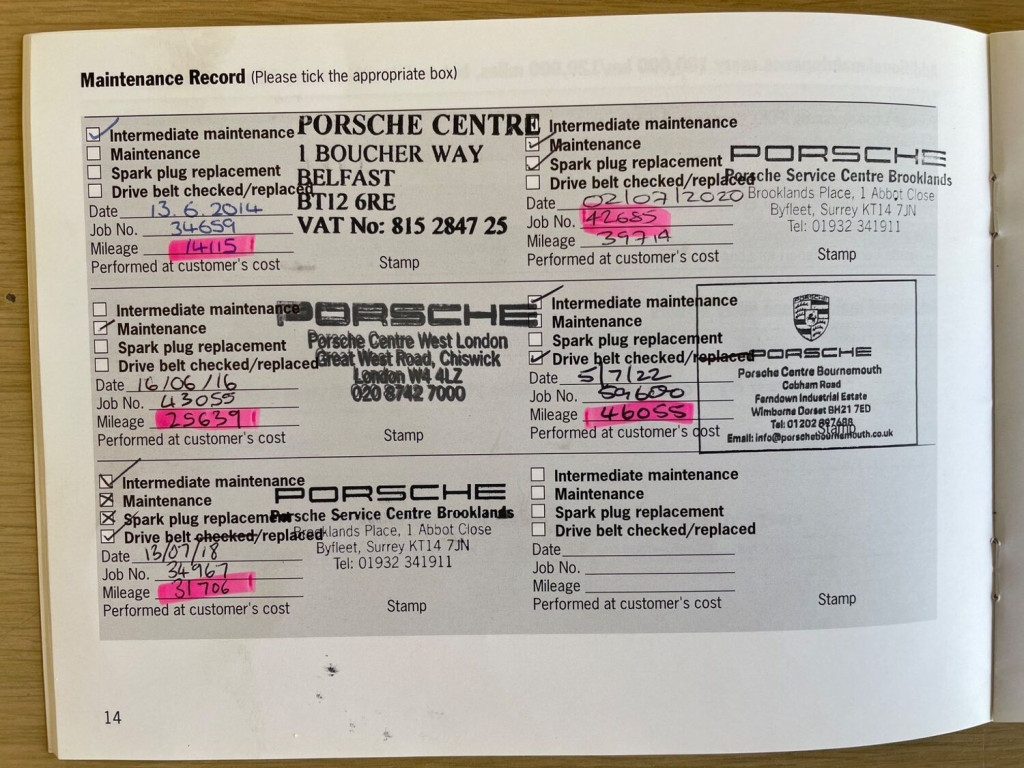 Maintenance Record (Please tick the appropriate box)
Intermediate maintenance
Maintenance
Spark plug replacement
Drive belt checked/replaced
Date 13.6.2014
Job No. 34659
Mileage 14115
Performed at customer's cost
Stamp
PORSCHE CENTRE
1 BOUCHER WAY
BELFAST
BT12 6RE
VAT No: 815 2847 25
Intermediate maintenance
Maintenance
Spark plug replacement
Drive belt checked/replaced
Date 16/06/16
Job No. 43055
Mileage 25639
Performed at customer's cost
Stamp
PORSCHE
Porsche Centre West London
Great West Road, Chiswick
London W4 4LZ
020 8742 7000
Intermediate maintenance
Maintenance
Spark plug replacement
Drive belt checked/replaced
Date 13/07/18
Job No. 34967
Mileage 31706
Performed at customer's cost
Stamp
PORSCHE
Porsche Service Centre Brooklands
Brooklands Place, 1 Abbot Close
Byfleet, Surrey KT14 7JN
Tel: 01932 341911
Intermediate maintenance
Maintenance
Spark plug replacement
Drive belt checked/replaced
Date 02/07/2020
Job No. 42685
Mileage 39714
Performed at customer's cost
Stamp
PORSCHE
Porsche Service Centre Brooklands
Brooklands Place, 1 Abbot Close
Byfleet, Surrey KT14 7JN
Tel: 01932 341911
Intermediate maintenance
Maintenance
Spark plug replacement
Drive belt checked/replaced
Date 5/7/22
Job No.
Mileage 46055
Performed at customer's cost
Stamp
PORSCHE
Porsche Centre Bournemouth
Cobham Road
Ferndown Industrial Estate
Wimborne Dorset BH21 7ED
Tel: 01202 897688
Email: info@porschebournemouth.co.uk
Intermediate maintenance
Maintenance
Spark plug replacement
Drive belt checked/replaced
Date
Job No.
Mileage
Performed at customer's cost
Stamp
14